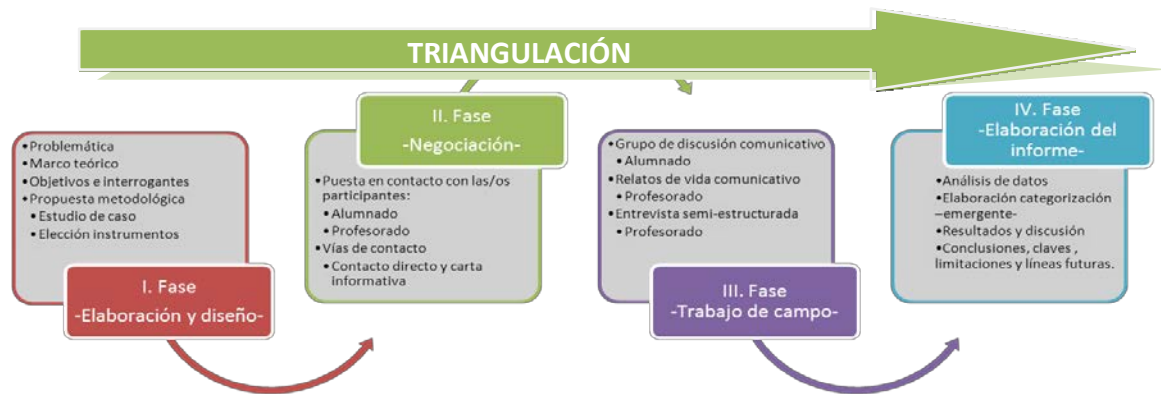 TRIANGULACIÓN
•Problemática
•Marco teórico
•Objetivos e interrogantes
•Propuesta metodológica
•Estudio de caso
•Elección instrumentos
I. Fase
-Elaboración y diseño-
II. Fase
-Negociación-
•Puesta en contacto con las/os
participantes:
•Alumnado
•Profesorado
•Vías de contacto
•Contacto directo y carta
informativa
•Grupo de discusión comunicativo
•Alumnado
•Relatos de vida comunicativo
•Profesorado
•Entrevista semi-estructurada
•Profesorado
III. Fase
-Trabajo de campo-
IV. Fase
-Elaboración del
informe-
•Análisis de datos
•Elaboración categorización
–emergente-
•Resultados y discusión
•Conclusiones, claves ,
limitaciones y líneas futuras.